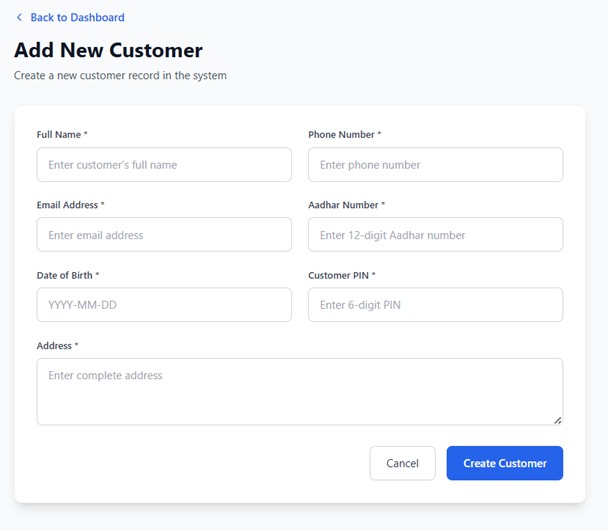 Back to Dashboard
Add New Customer
Create a new customer record in the system
Full Name *
Phone Number *
Enter customer's full name
Enter phone number
Email Address *
Aadhar Number *
Enter email address
Enter 12-digit Aadhar number
Date of Birth *
Customer PIN *
YYYY-MM-DD
Enter 6-digit PIN
Address *
Enter complete address
Cancel
Create Customer